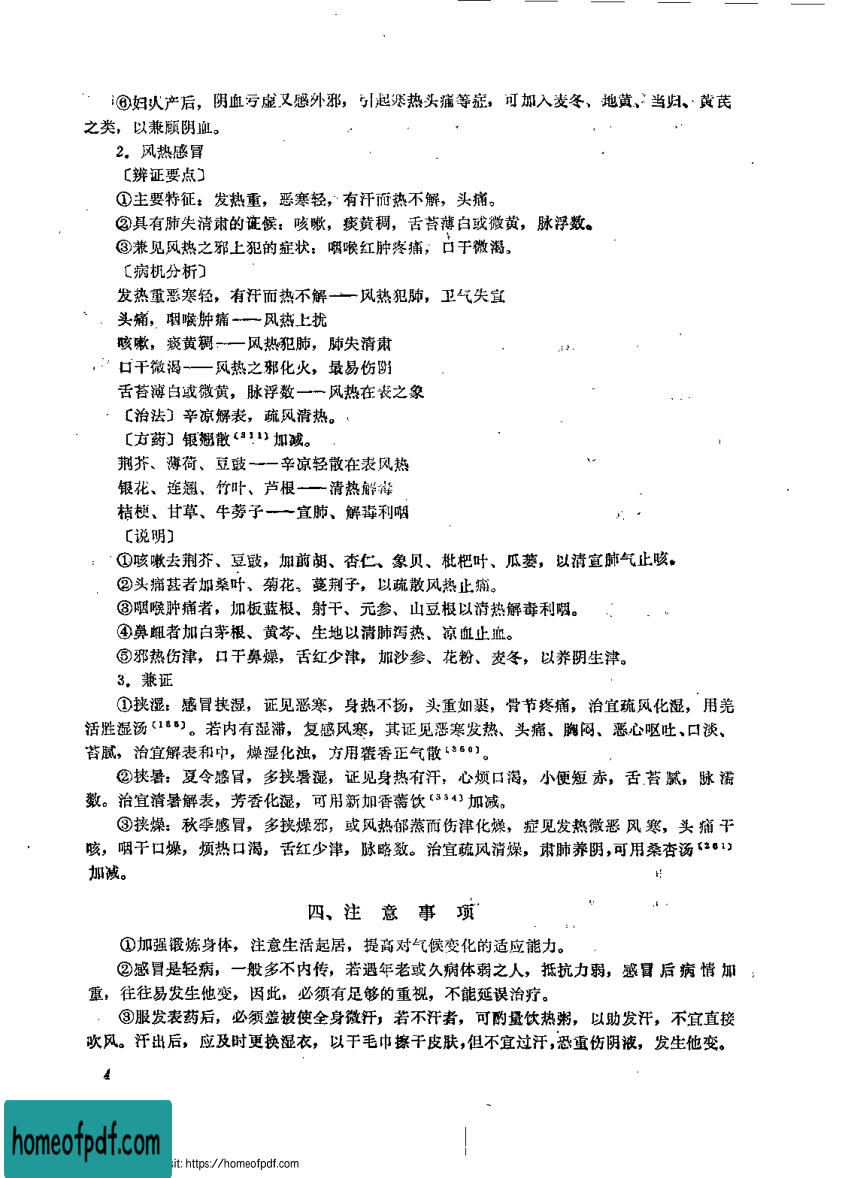 ⑥妇人产后，阴血亏虚又感外邪，引起寒热头痛等症，可加入麦冬、地黄、当归、黄芪
之类，以兼顾阴血。
2．风热感冒
〔辨证要点〕
①主要特征：发热重，恶寒轻，有汗而热不解，头痛。
②具有肺失清肃的证候：咳嗽，痰黄稠，舌苔薄白或微黄，脉浮数。
③兼见风热之邪上犯的症状：咽喉红肿疼痛，口干微渴。
〔病机分析〕
发热重恶寒轻，有汗而热不解——风热犯肺，卫气失宣
头痛，咽喉肿痛——风热上扰
咳嗽，痰黄稠——风热犯肺，肺失清肃
口干微渴——风热之邪化火，最易伤阴
舌苔薄白或微黄，脉浮数——风热在表之象
〔治法〕辛凉解表，疏风清热。
〔方药〕银翘散〔311〕加减。
荆芥、薄荷、豆豉——辛凉轻散在表风热
银花、连翘、竹叶、芦根——清热解毒
桔梗、甘草、牛蒡子——宣肺、解毒利咽
〔说明〕
①咳嗽去荆芥、豆豉，加前胡、杏仁、象贝、枇杷叶、瓜蒌，以清宣肺气止咳。
②头痛甚者加桑叶、菊花、蔓荆子，以疏散风热止痛。
③咽喉肿痛者，加板蓝根、射干、元参、山豆根以清热解毒利咽。
④鼻衄者加白茅根、黄芩、生地以清肺泻热、凉血止血。
⑤邪热伤津，口干鼻燥，舌红少津，加沙参、花粉、麦冬，以养阴生津。
3．兼证
①挟湿：感冒挟湿，证见恶寒，身热不扬，头重如裹，骨节疼痛，治宜疏风化湿，用羌
活胜湿汤〔185〕。若内有湿滞，复感风寒，其证见恶寒发热、头痛、胸闷、恶心呕吐、口淡、
苔腻，治宜解表和中，燥湿化浊，方用藿香正气散〔360〕。
②挟暑：夏令感冒，多挟暑湿，证见身热有汗，心烦口渴，小便短赤，舌苔腻，脉濡
数。治宜清暑解表，芳香化湿，可用新加香薷饮〔334〕加减。
③挟燥：秋季感冒，多挟燥邪，或风热郁蒸而伤津化燥，症见发热微恶风寒，头痛干
咳，咽干口燥，烦热口渴，舌红少津，脉略数。治宜疏风清燥，肃肺养阴，可用桑杏汤〔261〕
加减。
四、注意事项
①加强锻炼身体，注意生活起居，提高对气候变化的适应能力。
②感冒是轻病，一般多不内传，若遇年老或久病体弱之人，抵抗力弱，感冒后病情加
重，往往易发生他变，因此，必须有足够的重视，不能延误治疗。
③服发表药后，必须盖被使全身微汗；若不汗者，可酌量饮热粥，以助发汗，不宜直接
吹风。汗出后，应及时更换湿衣，以干毛巾擦干皮肤，但不宜过汗，恐重伤阴液，发生他变。
4
homeofpdf.com
sit: https://homeofpdf.com